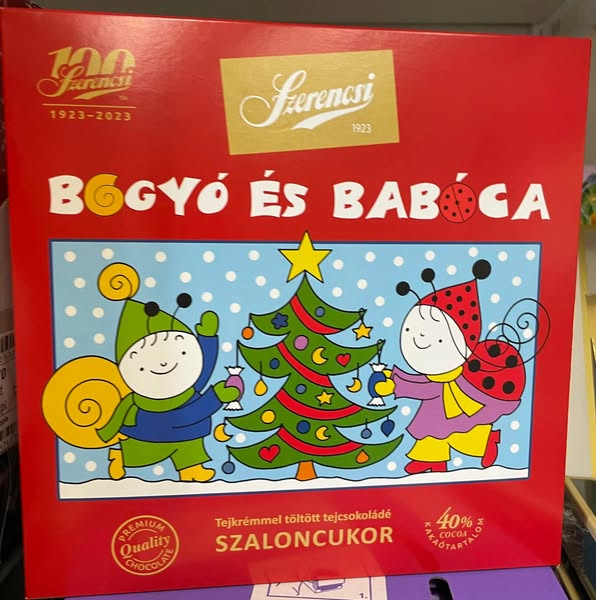 100
Szerencsi
1923-2023
Szerencsi
1923
BOGYÓ ÉS BABÓCA
Tejkrémmel töltött tejcsokoládé
SZALONCUKOR
PREMIUM
Quality
CHOCOLATE
40%
COCOA
KAKAÓTARTALOM
1.